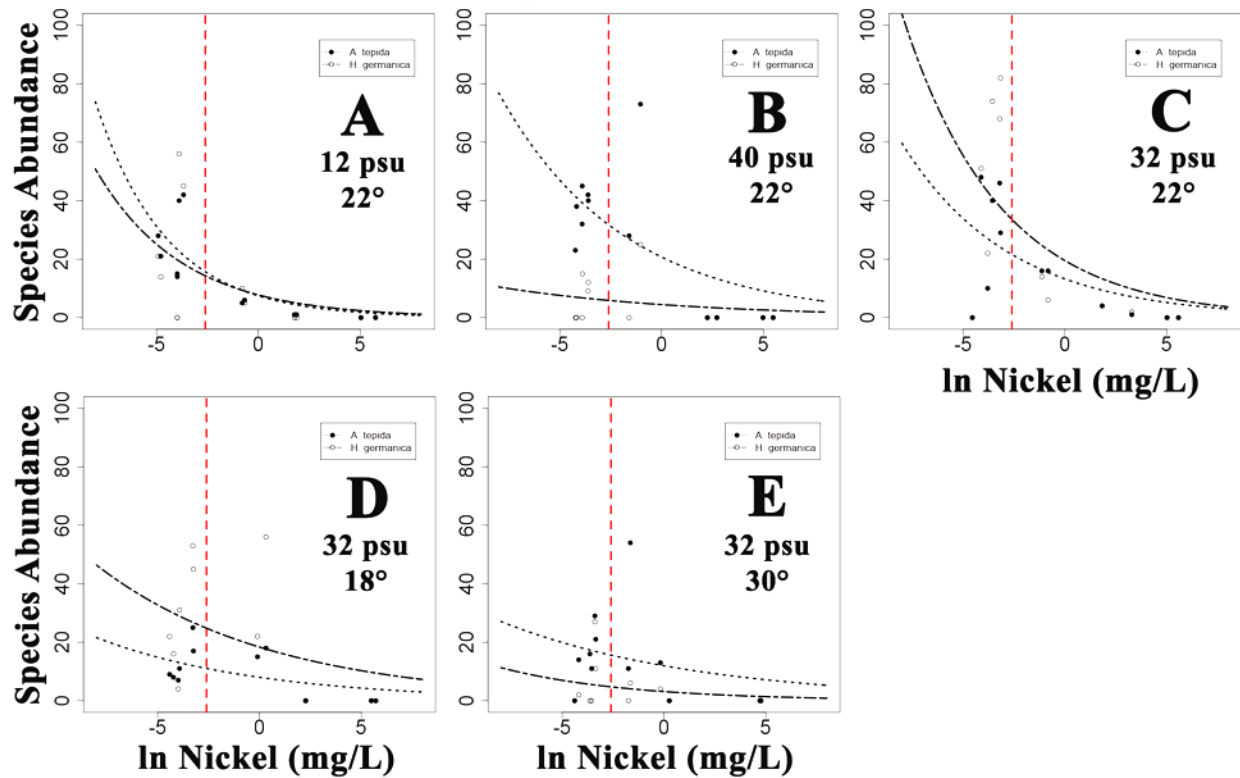 Species Abundance
100
80
60
40
20
0
-5
0
5
A tepida
H germanica
A
12 psu
22°
100
80
60
40
20
0
-5
0
5
A tepida
H germanica
B
40 psu
22°
100
80
60
40
20
0
-5
0
5
A tepida
H germanica
C
32 psu
22°
ln Nickel (mg/L)
Species Abundance
100
80
60
40
20
0
-5
0
5
A tepida
H germanica
D
32 psu
18°
ln Nickel (mg/L)
100
80
60
40
20
0
-5
0
5
A tepida
H germanica
E
32 psu
30°
ln Nickel (mg/L)